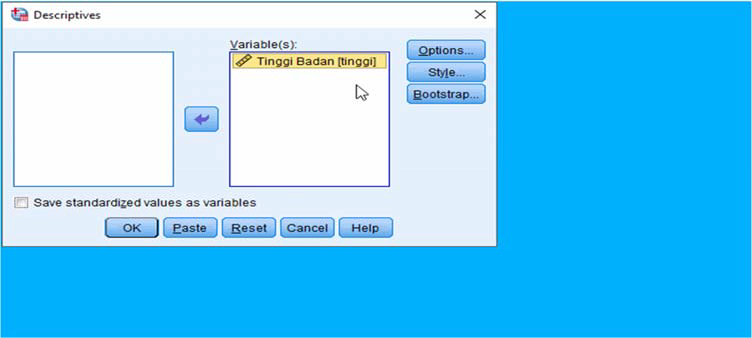 Descriptives
Variable(s):
Tinggi Badan [tinggi]
Options...
Style...
Bootstrap...
Save standardized values as variables
OK Paste Reset Cancel Help